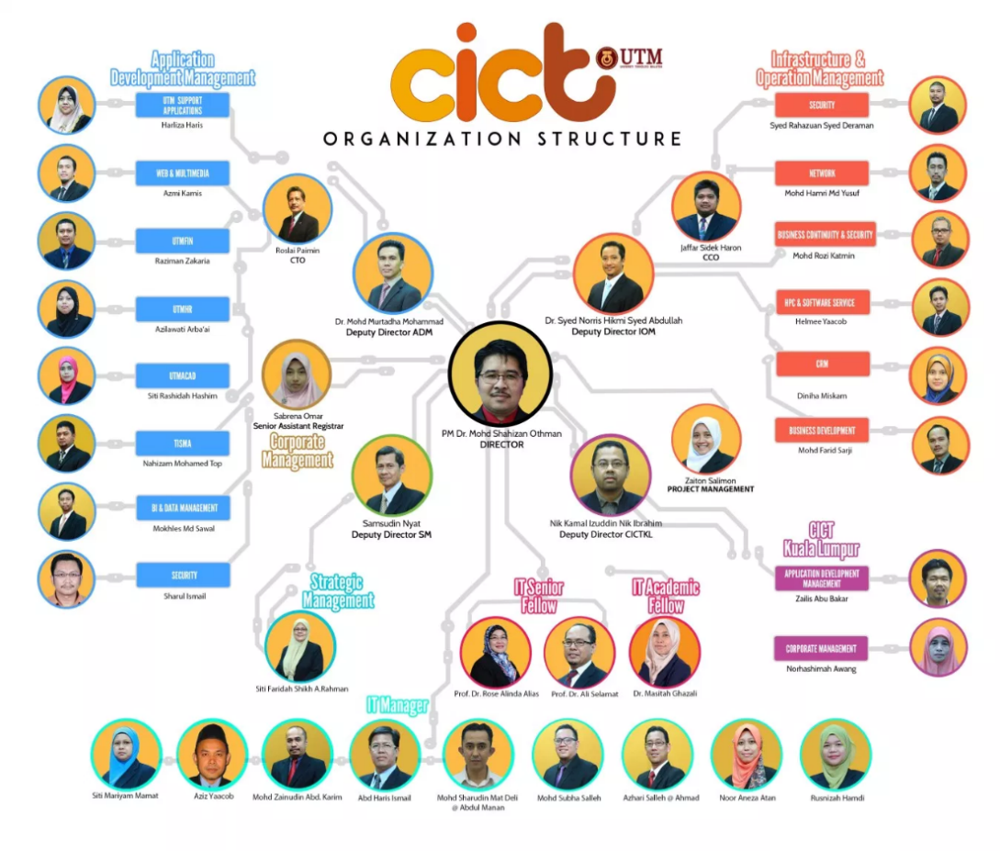 cict
UTM
ORGANIZATION STRUCTURE
Application
Development Management
UTM SUPPORT
APPLICATIONS
Harliza Haris
WEB & MULTIMEDIA
Azmi Kamis
UTMFIN
Raziman Zakaria
UTMHR
Azilawati Arba'ai
UTMACAD
Siti Rashidah Hashim
TISMA
Nahizam Mohamed Top
BI & DATA MANAGEMENT
Mokhles Md Sawal
SECURITY
Sharul Ismail
Roslai Paimin
CTO
Dr. Mohd Murtadha Mohammad
Deputy Director ADM
Sabrena Omar
Senior Assistant Registrar
Corporate
Management
PM Dr. Mohd Shahizan Othman
DIRECTOR
Samsudin Nyat
Deputy Director SM
Dr. Syed Norris Hikmi Syed Abdullah
Deputy Director IOM
Jaffar Sidek Haron
CCO
Zaiton Salimon
PROJECT MANAGEMENT
Nik Kamal Izuddin Nik Ibrahim
Deputy Director CICTKL
Infrastructure &
Operation Management
SECURITY
Syed Rahazuan Syed Deraman
NETWORK
Mohd Hamri Md Yusuf
BUSINESS CONTINUITY & SECURITY
Mohd Rozi Katmin
HPC & SOFTWARE SERVICE
Helmee Yaacob
CRM
Diniha Miskam
BUSINESS DEVELOPMENT
Mohd Farid Sarji
CICT
Kuala Lumpur
APPLICATION DEVELOPMENT
MANAGEMENT
Zailis Abu Bakar
CORPORATE MANAGEMENT
Norhashimah Awang
Strategic
Management
Siti Faridah Shikh A.Rahman
IT Senior
Fellow
Prof. Dr. Rose Alinda Alias
Prof. Dr. Ali Selamat
IT Academic
Fellow
Dr. Masitah Ghazali
IT Manager
Siti Mariyam Mamat
Aziz Yaacob
Mohd Zainudin Abd. Karim
Abd Haris Ismail
Mohd Sharudin Mat Deli
@ Abdul Manan
Mohd Subha Salleh
Azhari Salleh @ Ahmad
Noor Aneza Atan
Rusnizah Hamdi